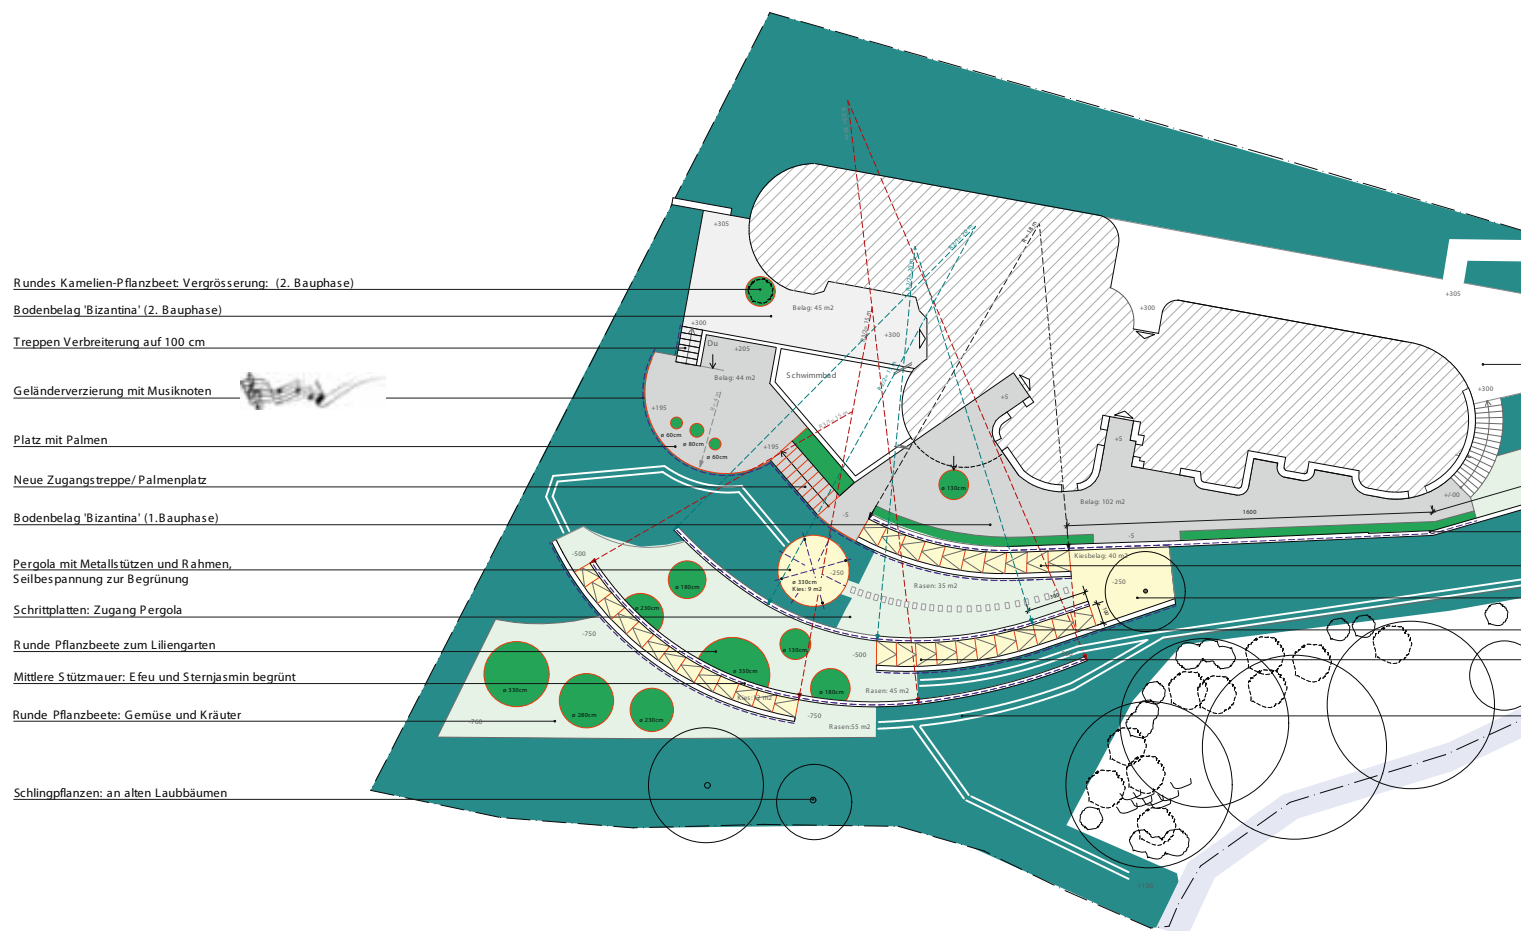 Rundes Kamelien-Pflanzbeet: Vergrösserung: (2. Bauphase)
Bodenbelag 'Bizantina' (2. Bauphase)
Treppen Verbreiterung auf 100 cm
Geländerverzierung mit Musiknoten
Platz mit Palmen
Neue Zugangstreppe/ Palmenplatz
Bodenbelag 'Bizantina' (1.Bauphase)
Pergola mit Metallstützen und Rahmen,
Seilbespannung zur Begrünung
Schrittplatten: Zugang Pergola
Runde Pflanzbeete zum Liliengarten
Mittlere Stützmauer: Efeu und Sternjasmin begrünt
Runde Pflanzbeete: Gemüse und Kräuter
Schlingpflanzen: an alten Laubbäumen
+305
Belag: 45 m2
+300
+300
Du
+205
Schwimmbad
Belag: 44 m2
+195
ø 60cm
ø 80cm
ø 60cm
+195
R= 18 m
+300
+305
+300
+5
+5
ø 130cm
Belag: 102 m2
+/-00
1600
-5
-5
Kiesbelag: 40 m2
-250
-250
ø 330cm
Kies: 9 m2
Rasen: 35 m2
-500
ø 180cm
ø 230cm
-750
ø 130cm
ø 330cm
ø 180cm
-500
Rasen: 45 m2
-750
Rasen:55 m2
ø 330cm
ø 280cm
ø 230cm
-760